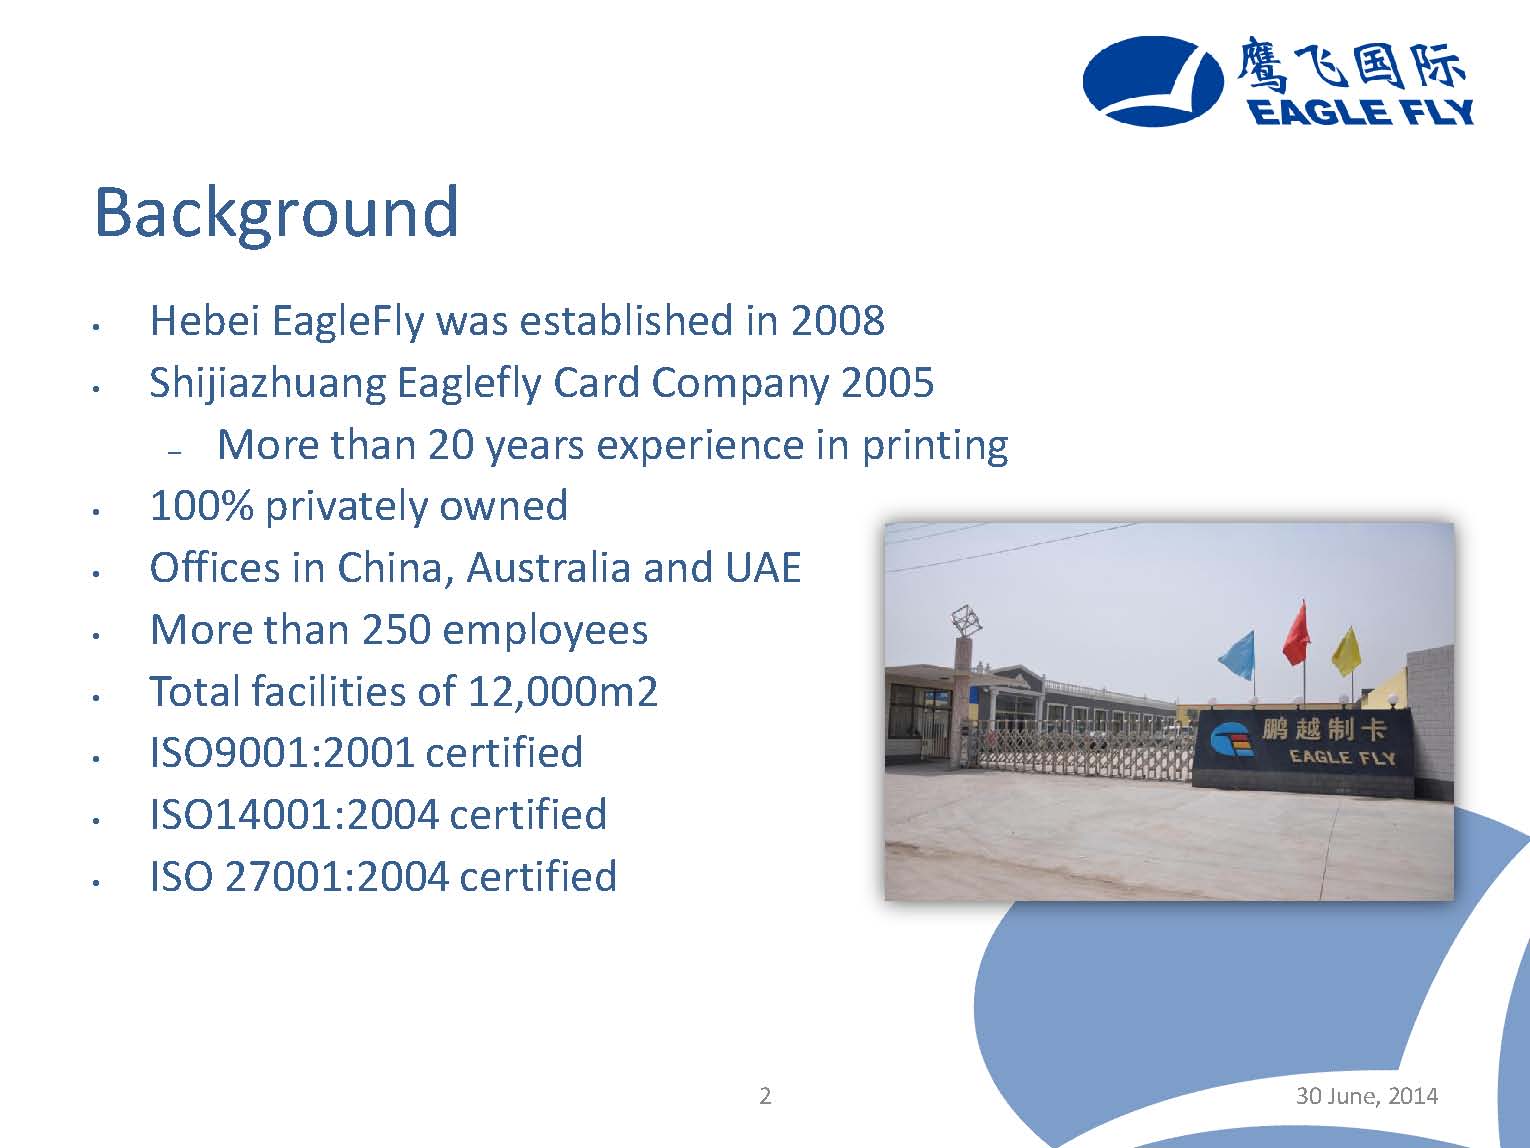 鹰飞国际
EAGLE FLY
Background
• Hebei EagleFly was established in 2008
• Shijiazhuang Eaglefly Card Company 2005
– More than 20 years experience in printing
• 100% privately owned
• Offices in China, Australia and UAE
• More than 250 employees
• Total facilities of 12,000m2
• ISO9001:2001 certified
• ISO14001:2004 certified
• ISO 27001:2004 certified
鹏越制卡
EAGLE FLY
2
30 June, 2014